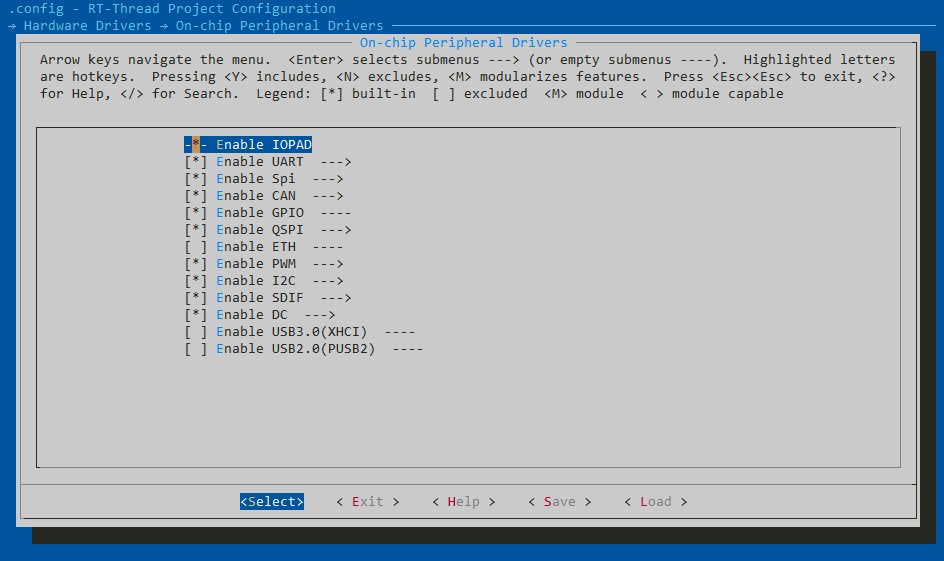 .config - RT-Thread Project Configuration
→ Hardware Drivers → On-chip Peripheral Drivers
On-chip Peripheral Drivers
Arrow keys navigate the menu.  <Enter> selects submenus ---> (or empty submenus ----).  Highlighted letters
are hotkeys.  Pressing <Y> includes, <N> excludes, <M> modularizes features.  Press <Esc><Esc> to exit, <?>
for Help, </> for Search.  Legend: [*] built-in  [ ] excluded  <M> module  < > module capable
-*- Enable IOPAD
[*] Enable UART  --->
[*] Enable Spi  --->
[*] Enable CAN  --->
[*] Enable GPIO  ----
[*] Enable QSPI  --->
[ ] Enable ETH  ----
[*] Enable PWM  --->
[*] Enable I2C  --->
[*] Enable SDIF  --->
[*] Enable DC  --->
[ ] Enable USB3.0(XHCI)  ----
[ ] Enable USB2.0(PUSB2)  ----
<Select>    < Exit >    < Help >    < Save >    < Load >